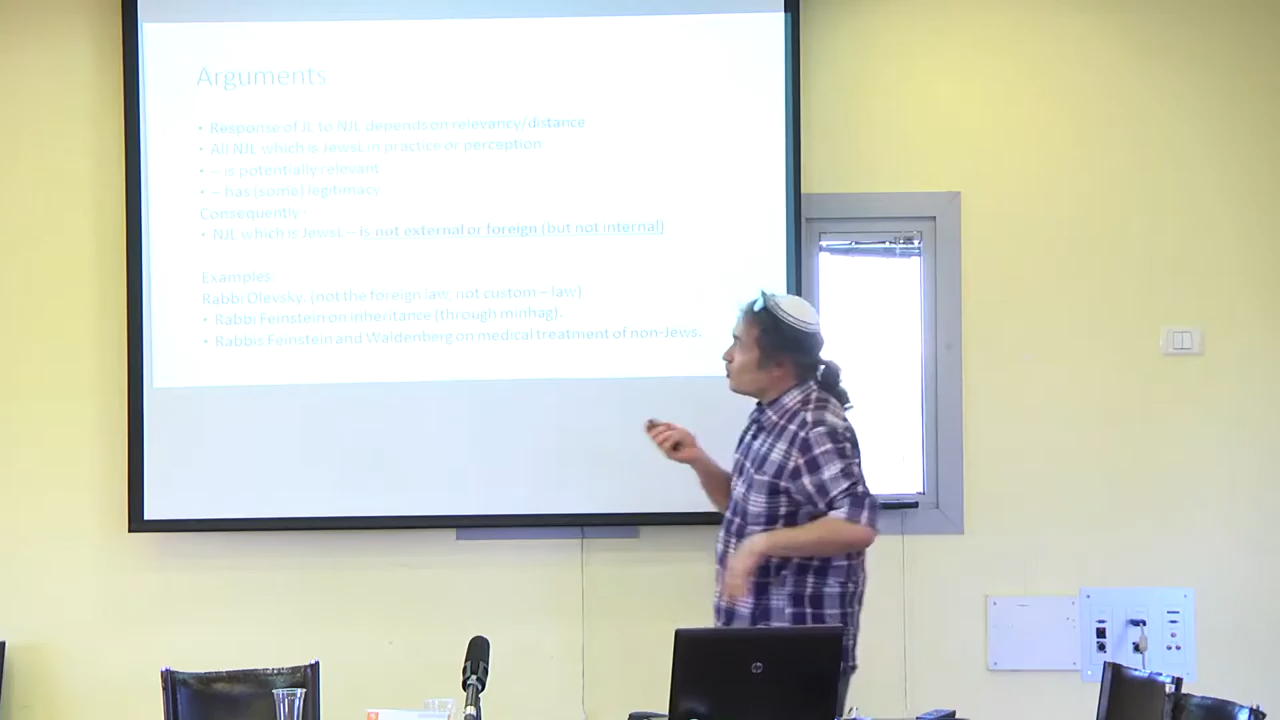 Arguments
• Response of JL to NJL depends on relevancy/distance
• All NJL which is JewsL in practice or perception
• – is potentially relevant
• – has (some) legitimacy
Consequently:
• NJL which is JewsL – is not external or foreign (but not internal)
Examples:
Rabbi Olevsky. (not the foreign law, not custom – law)
• Rabbi Feinstein on inheritance (through minhag).
• Rabbis Feinstein and Waldenberg on medical treatment of non-Jews.
hp